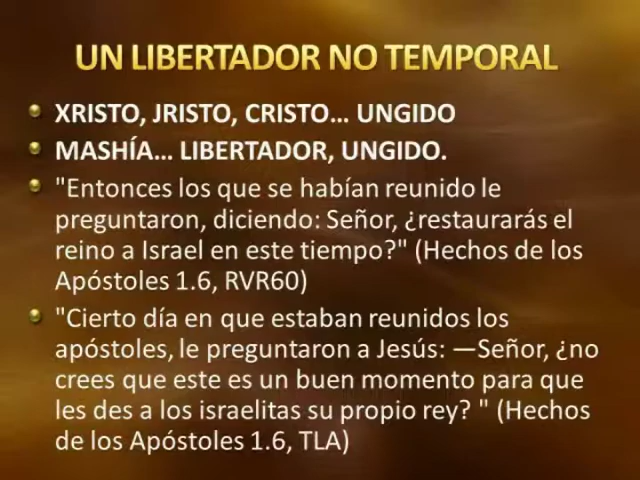 UN LIBERTADOR NO TEMPORAL
XRISTO, JRISTO, CRISTO... UNGIDO
MASHÍA... LIBERTADOR, UNGIDO.
"Entonces los que se habían reunido le
preguntaron, diciendo: Señor, ¿restaurarás el
reino a Israel en este tiempo?" (Hechos de los
Apóstoles 1.6, RVR60)
"Cierto día en que estaban reunidos los
apóstoles, le preguntaron a Jesús: —Señor, ¿no
crees que este es un buen momento para que
les des a los israelitas su propio rey? " (Hechos
de los Apóstoles 1.6, TLA)